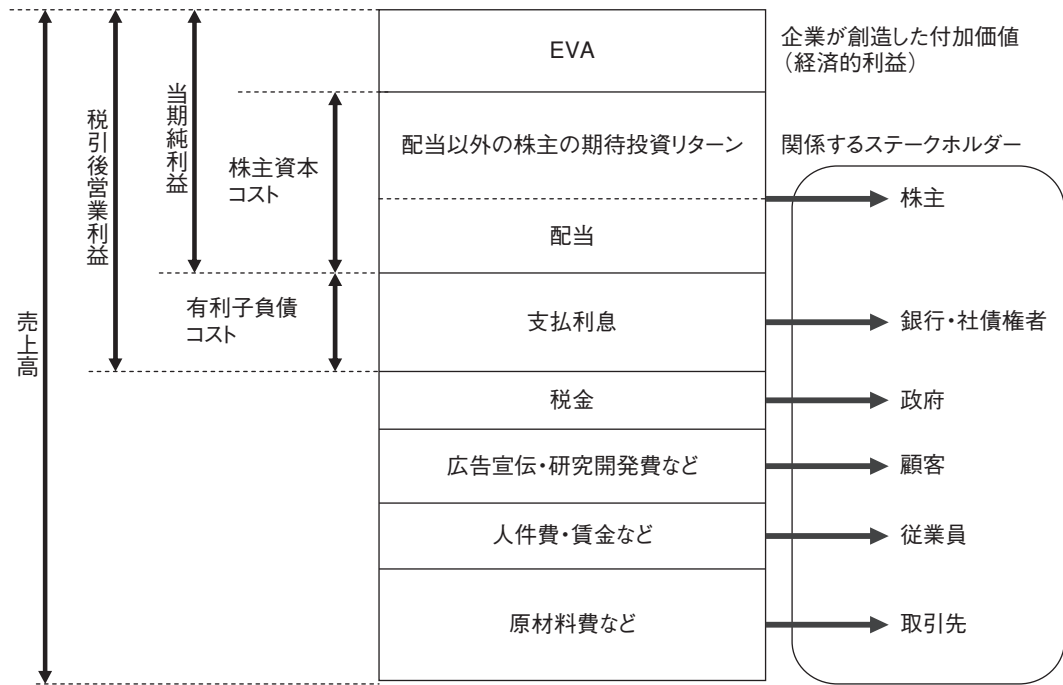 EVA
企業が創造した付加価値
（経済的利益）
当期純利益
税引後営業利益
配当以外の株主の期待投資リターン
関係するステークホルダー
株主資本
コスト
株主
配当
有利子負債
コスト
支払利息
銀行・社債権者
売上高
税金
政府
広告宣伝・研究開発費など
顧客
人件費・賃金など
従業員
原材料費など
取引先